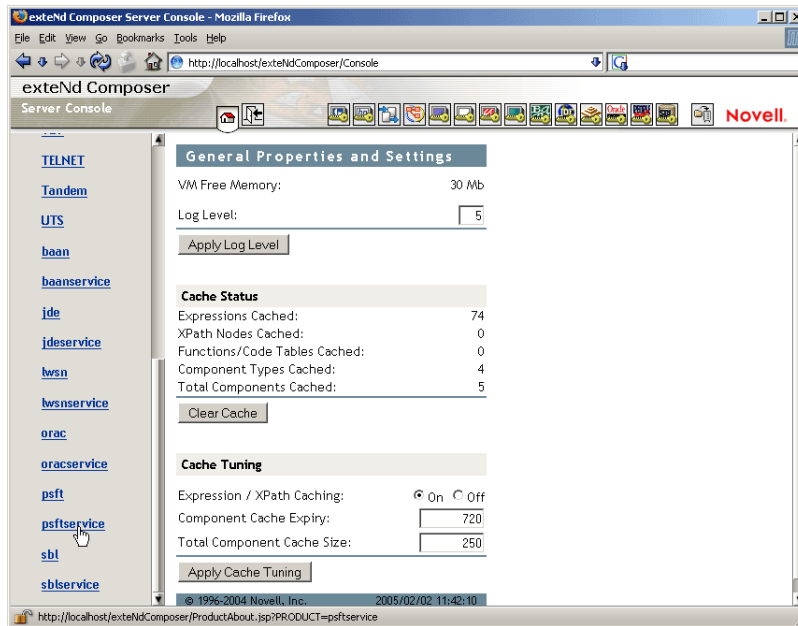 exteNd Composer Server Console - Mozilla Firefox
File Edit View Go Bookmarks Tools Help
http://localhost/exteNdComposer/Console
exteNd Composer
Server Console
Novell.
TELNET
Tandem
UTS
baan
baanservice
jde
jdeservice
lwsn
lwsnservice
orac
oracservice
psft
psftservice
sbl
sblservice
General Properties and Settings
VM Free Memory: 30 Mb
Log Level: 5
Apply Log Level
Cache Status
Expressions Cached: 74
XPath Nodes Cached: 0
Functions/Code Tables Cached: 0
Component Types Cached: 4
Total Components Cached: 5
Clear Cache
Cache Tuning
Expression / XPath Caching: On Off
Component Cache Expiry: 720
Total Component Cache Size: 250
Apply Cache Tuning
© 1996-2004 Novell, Inc. 2005/02/02 11:42:10
http://localhost/exteNdComposer/ProductAbout.jsp?PRODUCT=psftservice